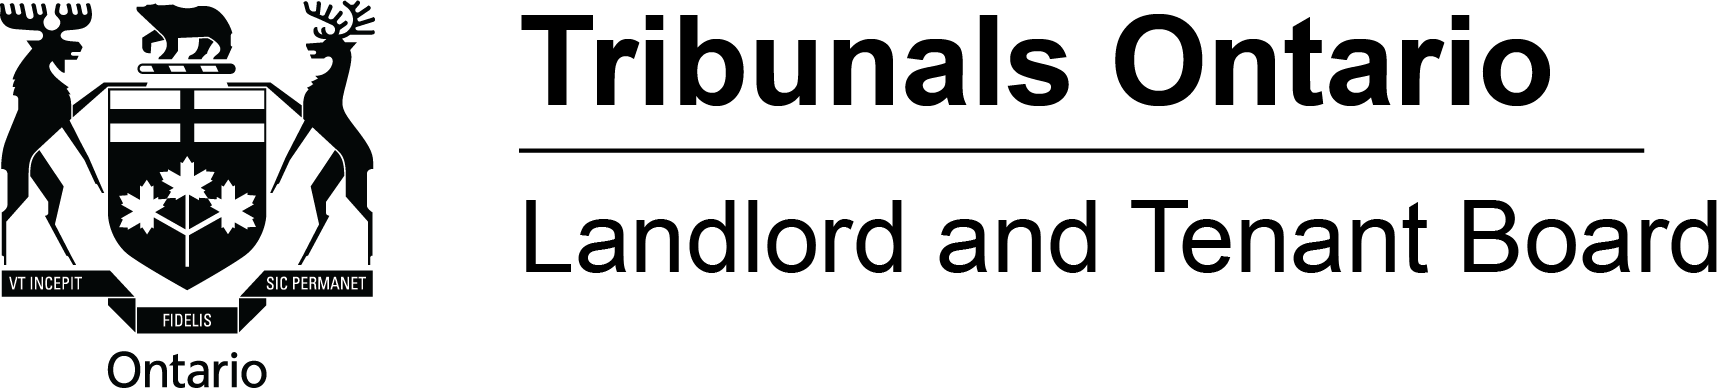 Tribunals Ontario
Landlord and Tenant Board
VT INCEPIT
SIC PERMANET
FIDELIS
Ontario